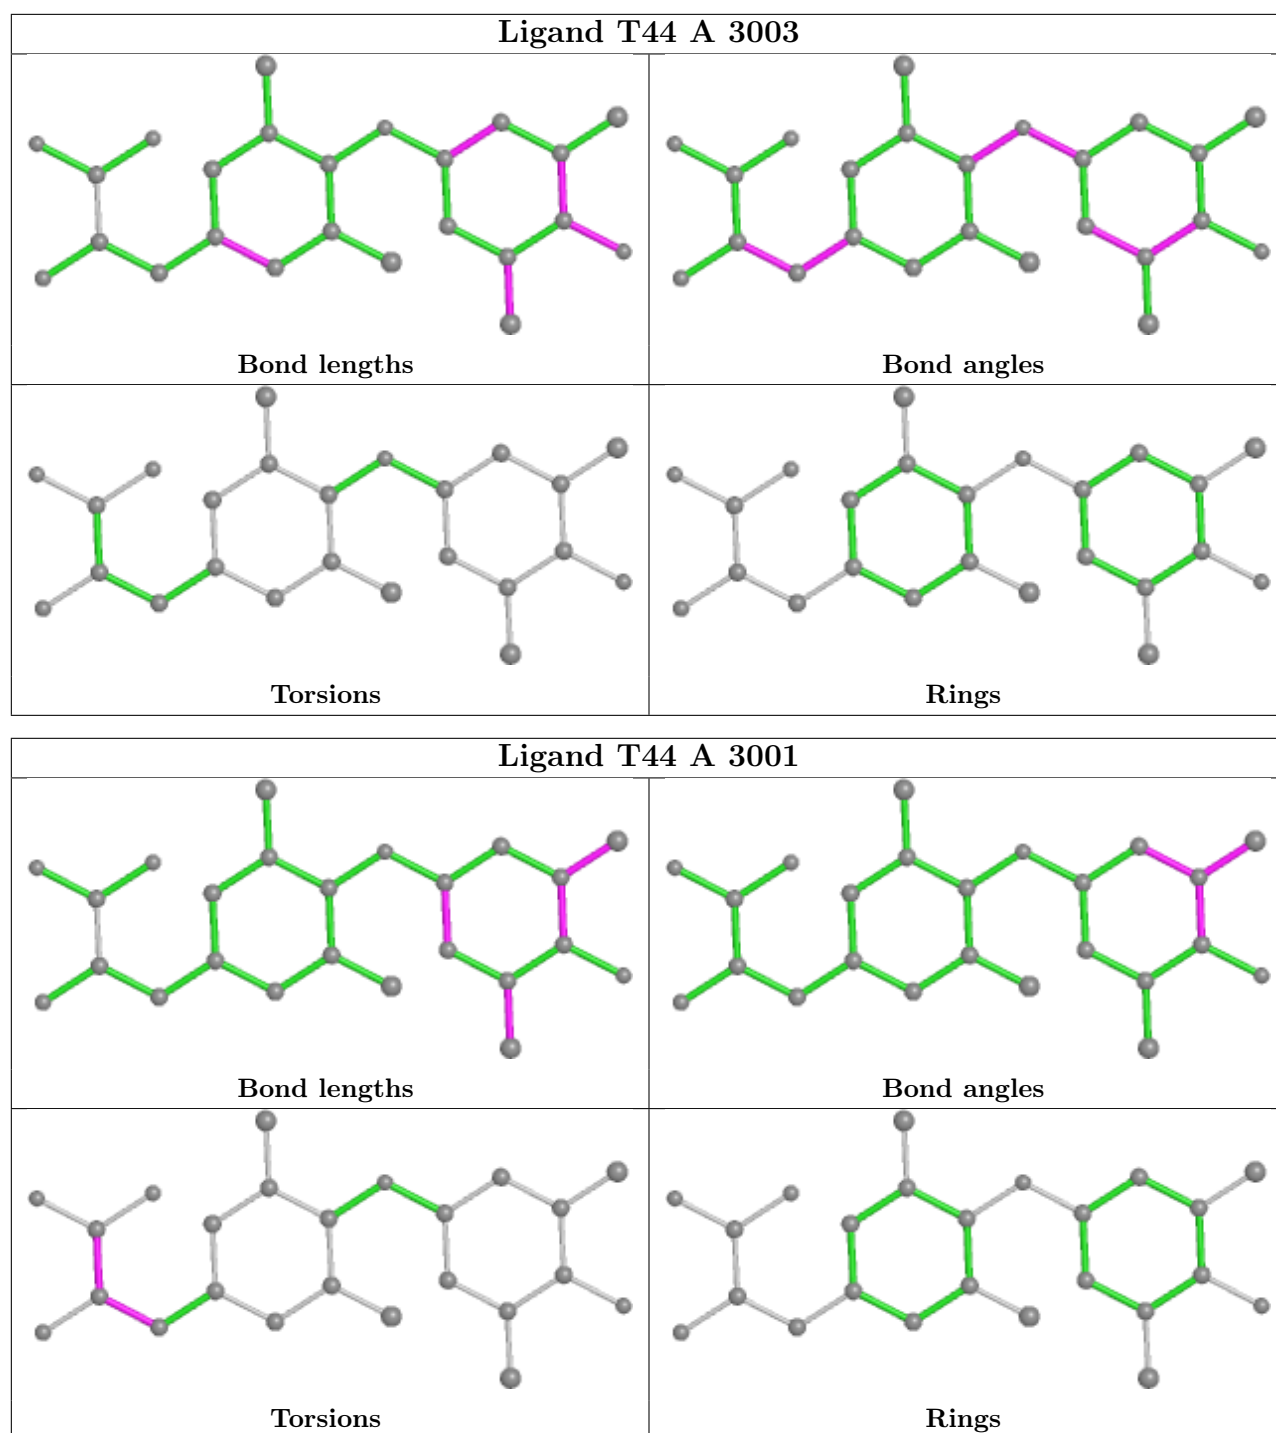 Ligand T44 A 3003
Bond lengths
Bond angles
Torsions
Rings
Ligand T44 A 3001
Bond lengths
Bond angles
Torsions
Rings